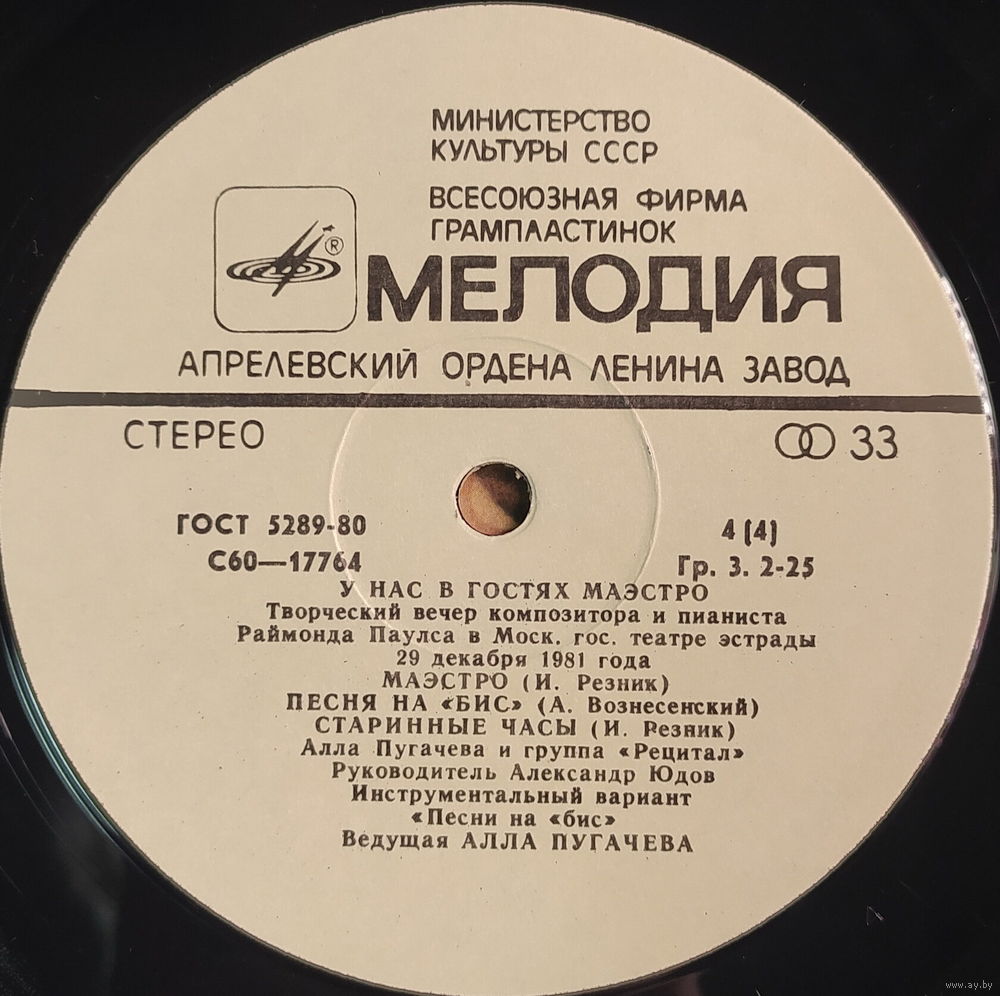 МИНИСТЕРСТВО
КУЛЬТУРЫ СССР
ВСЕСОЮЗНАЯ ФИРМА
ГРАМПЛАСТИНОК
®
МЕЛОДИЯ
АПРЕЛЕВСКИЙ ОРДЕНА ЛЕНИНА ЗАВОД
СТЕРЕО
33
ГОСТ 5289-80
4 (4)
С60—17764
Гр. 3. 2-25
У НАС В ГОСТЯХ МАЭСТРО
Творческий вечер композитора и пианиста
Раймонда Паулса в Моск. гос. театре эстрады
29 декабря 1981 года
МАЭСТРО (И. Резник)
ПЕСНЯ НА «БИС» (А. Вознесенский)
СТАРИННЫЕ ЧАСЫ (И. Резник)
Алла Пугачева и группа «Рецитал»
Руководитель Александр Юдов
Инструментальный вариант
«Песни на «бис»
Ведущая АЛЛА ПУГАЧЕВА
www.ay.by